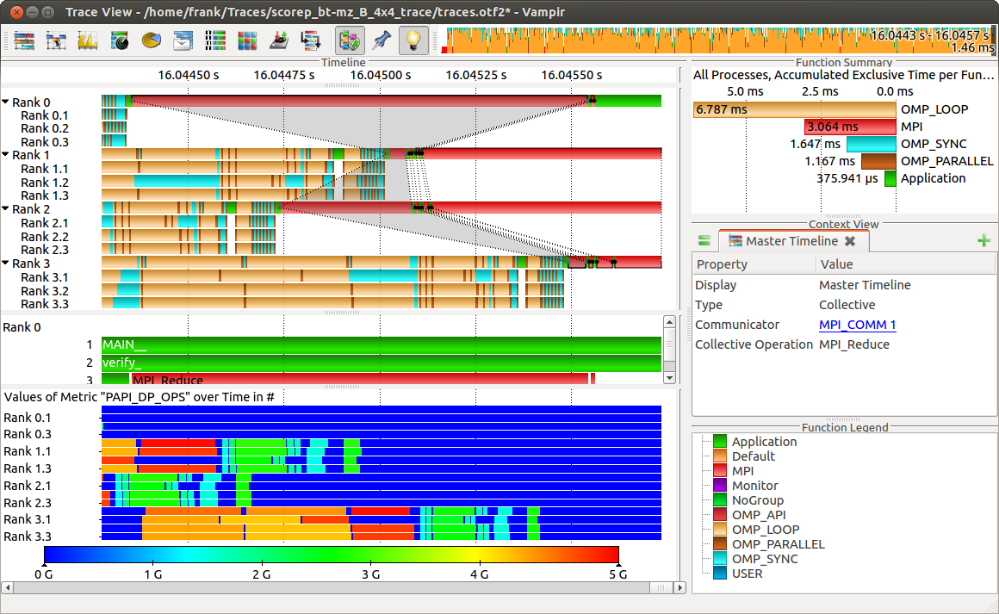 Trace View - /home/frank/Traces/scorep_bt-mz_B_4x4_trace/traces.otf2* - Vampir
16.0443 s - 16.0457 s
1.46 ms
Timeline
16.04450 s 16.04475 s 16.04500 s 16.04525 s 16.04550 s
Rank 0
Rank 0.1
Rank 0.2
Rank 0.3
Rank 1
Rank 1.1
Rank 1.2
Rank 1.3
Rank 2
Rank 2.1
Rank 2.2
Rank 2.3
Rank 3
Rank 3.1
Rank 3.2
Rank 3.3
Rank 0
1 MAIN__
2 verify_
3 MPI_Reduce
Values of Metric "PAPI_DP_OPS" over Time in #
Rank 0.1
Rank 0.3
Rank 1.1
Rank 1.3
Rank 2.1
Rank 2.3
Rank 3.1
Rank 3.3
0 G 1 G 2 G 3 G 4 G 5 G
Function Summary
All Processes, Accumulated Exclusive Time per Fun...
5.0 ms 2.5 ms 0.0 ms
6.787 ms OMP_LOOP
3.064 ms MPI
1.647 ms OMP_SYNC
1.167 ms OMP_PARALLEL
375.941 µs Application
Context View
Master Timeline
Property Value
Display Master Timeline
Type Collective
Communicator MPI_COMM 1
Collective Operation MPI_Reduce
Function Legend
Application
Default
MPI
Monitor
NoGroup
OMP_API
OMP_LOOP
OMP_PARALLEL
OMP_SYNC
USER